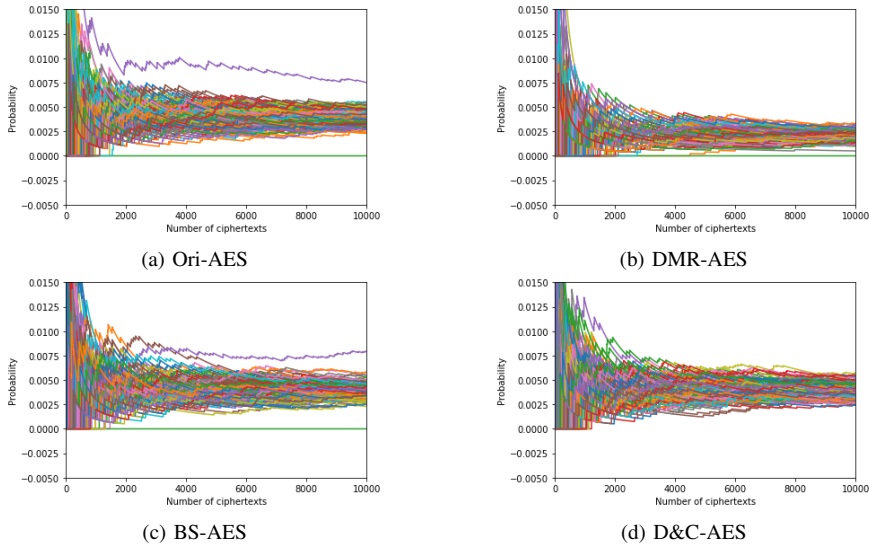 0.0150
0.0125
0.0100
0.0075
0.0050
0.0025
0.0000
−0.0025
−0.0050
Probability
0 2000 4000 6000 8000 10000
Number of ciphertexts
(a) Ori-AES
0.0150
0.0125
0.0100
0.0075
0.0050
0.0025
0.0000
−0.0025
−0.0050
Probability
0 2000 4000 6000 8000 10000
Number of ciphertexts
(b) DMR-AES
0.0150
0.0125
0.0100
0.0075
0.0050
0.0025
0.0000
−0.0025
−0.0050
Probability
0 2000 4000 6000 8000 10000
Number of ciphertexts
(c) BS-AES
0.0150
0.0125
0.0100
0.0075
0.0050
0.0025
0.0000
−0.0025
−0.0050
Probability
0 2000 4000 6000 8000 10000
Number of ciphertexts
(d) D&C-AES